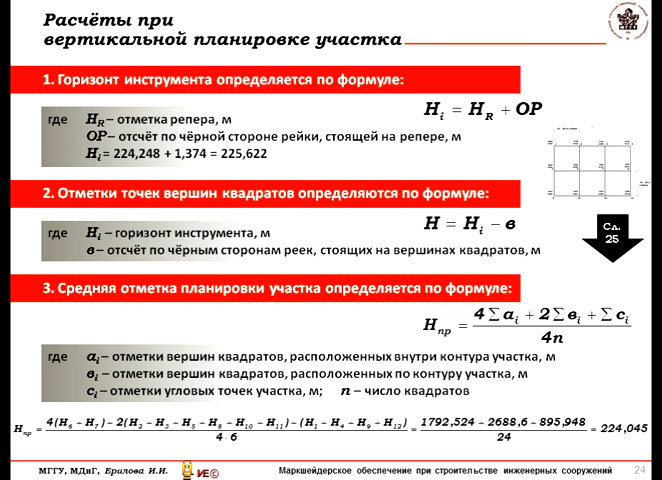 Расчёты при
вертикальной планировке участка
1. Горизонт инструмента определяется по формуле:
где H_R – отметка репера, м
H_i = H_R + ОР
ОР – отсчёт по чёрной стороне рейки, стоящей на репере, м
H_i = 224,248 + 1,374 = 225,622
2. Отметки точек вершин квадратов определяются по формуле:
Сл.
25
H = H_i – в
где H_i – горизонт инструмента, м
в – отсчёт по чёрным сторонам реек, стоящих на вершинах квадратов, м
3. Средняя отметка планировки участка определяется по формуле:
H_пр = (4∑a_i + 2∑в_i + ∑c_i) / 4n
где a_i – отметки вершин квадратов, расположенных внутри контура участка, м
в_i – отметки вершин квадратов, расположенных по контуру участка, м
c_i – отметки угловых точек участка, м; n – число квадратов
H_пр = (4(H_6 + H_7) + 2(H_2 + H_3 + H_5 + H_8 + H_10 + H_11) + (H_1 + H_4 + H_9 + H_12)) / 4·6 = (1792,524 + 2688,6 + 895,948) / 24 = 224,045
МГГУ, МДиГ, Ерилова И.И. ИЕ© Маркшейдерское обеспечение при строительстве инженерных сооружений 24